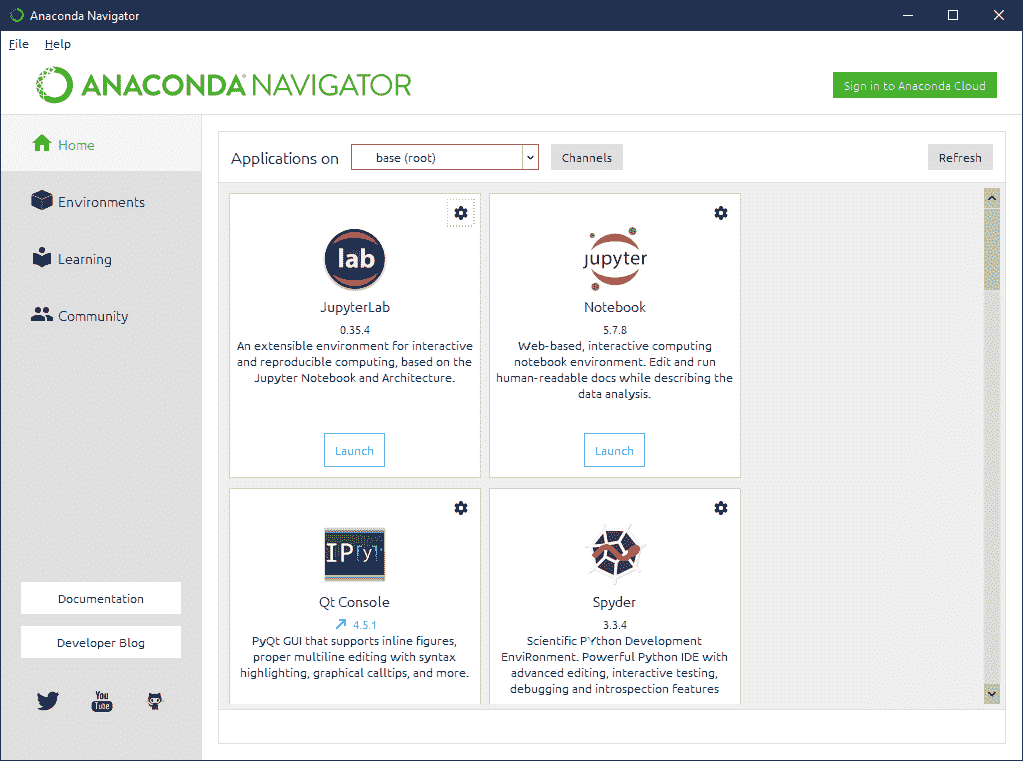 Anaconda Navigator
File Help
ANACONDA NAVIGATOR
Sign in to Anaconda Cloud
Home
Environments
Learning
Community
Documentation
Developer Blog
You
Tube
Applications on base (root) Channels Refresh
lab
JupyterLab
0.35.4
An extensible environment for interactive
and reproducible computing, based on the
Jupyter Notebook and Architecture.
Launch
jupyter
Notebook
5.7.8
Web-based, interactive computing
notebook environment. Edit and run
human-readable docs while describing the
data analysis.
Launch
IP[y]:
Qt Console
4.5.1
PyQt GUI that supports inline figures,
proper multiline editing with syntax
highlighting, graphical calltips, and more.
Spyder
3.3.4
Scientific PYthon Development
EnviRonment. Powerful Python IDE with
advanced editing, interactive testing,
debugging and introspection features